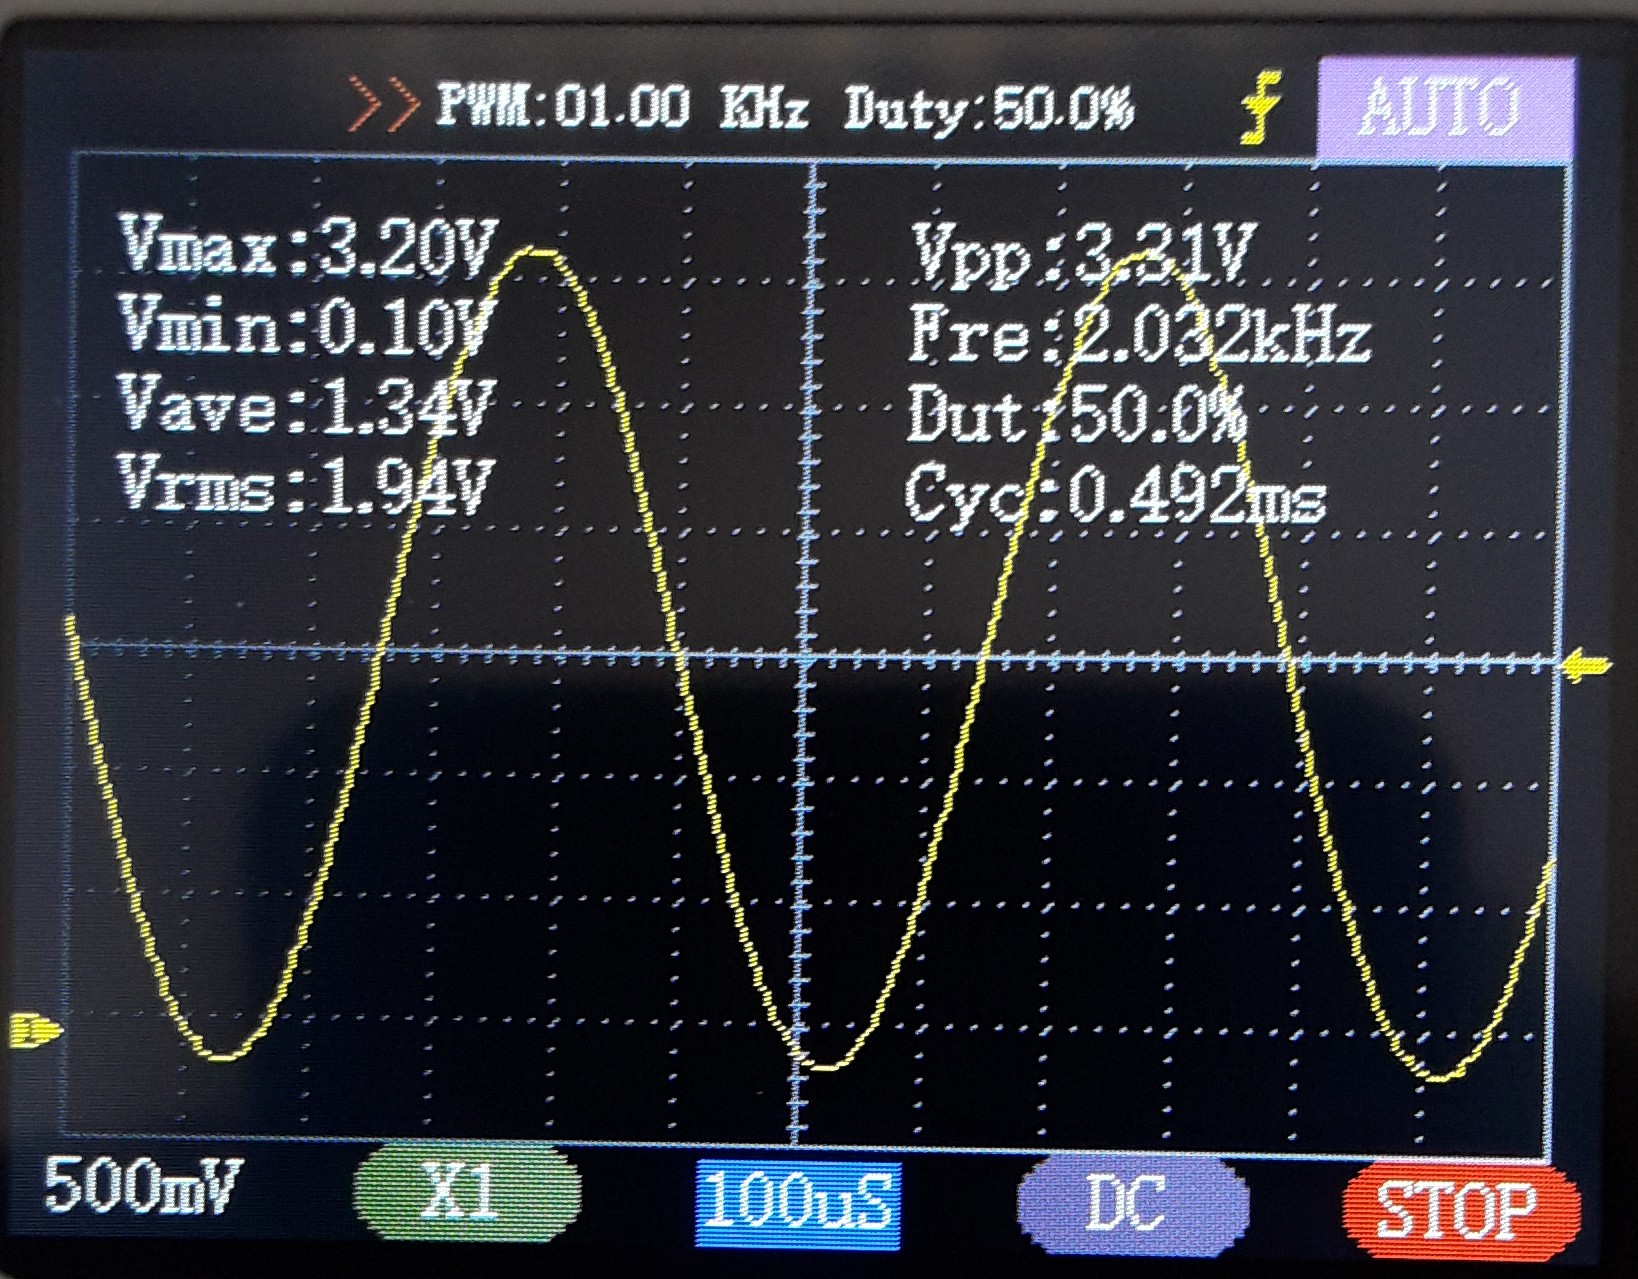 >> PWM:01.00 KHz Duty:50.0% AUTO
Vmax:3.20V Vpp:3.31V
Vmin:0.10V Fre:2.032kHz
Vave:1.34V Dut:50.0%
Vrms:1.94V Cyc:0.492ms
500mV X1 100uS DC STOP